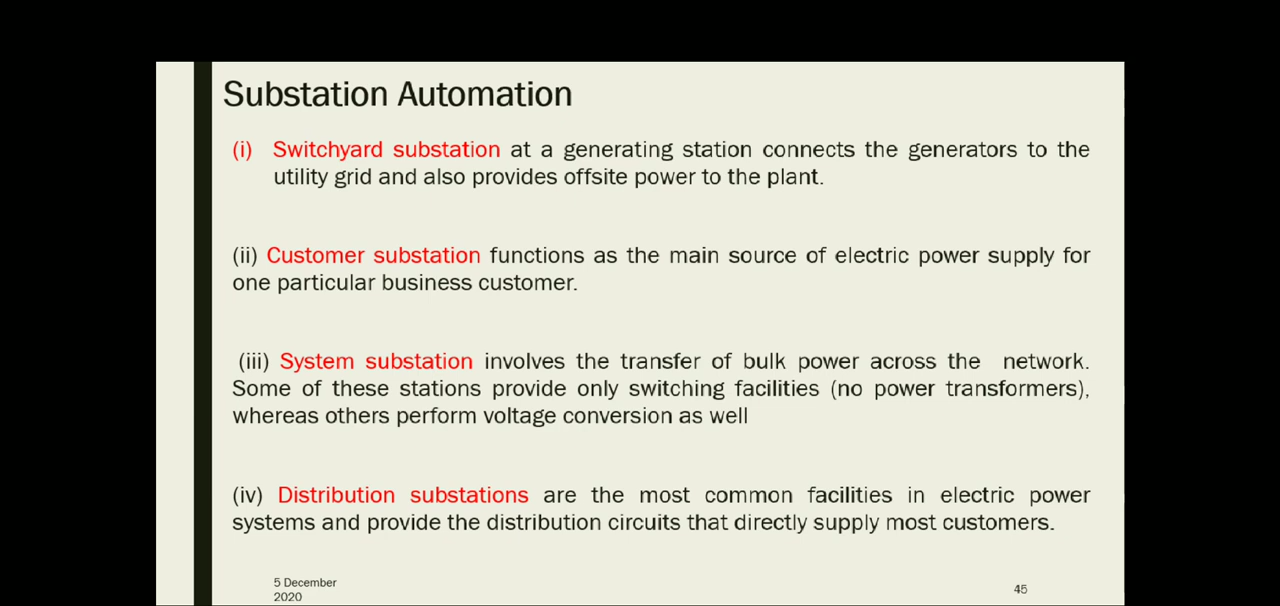 Substation Automation
(i) Switchyard substation at a generating station connects the generators to the
utility grid and also provides offsite power to the plant.
(ii) Customer substation functions as the main source of electric power supply for
one particular business customer.
(iii) System substation involves the transfer of bulk power across the network.
Some of these stations provide only switching facilities (no power transformers),
whereas others perform voltage conversion as well
(iv) Distribution substations are the most common facilities in electric power
systems and provide the distribution circuits that directly supply most customers.
5 December
2020
45